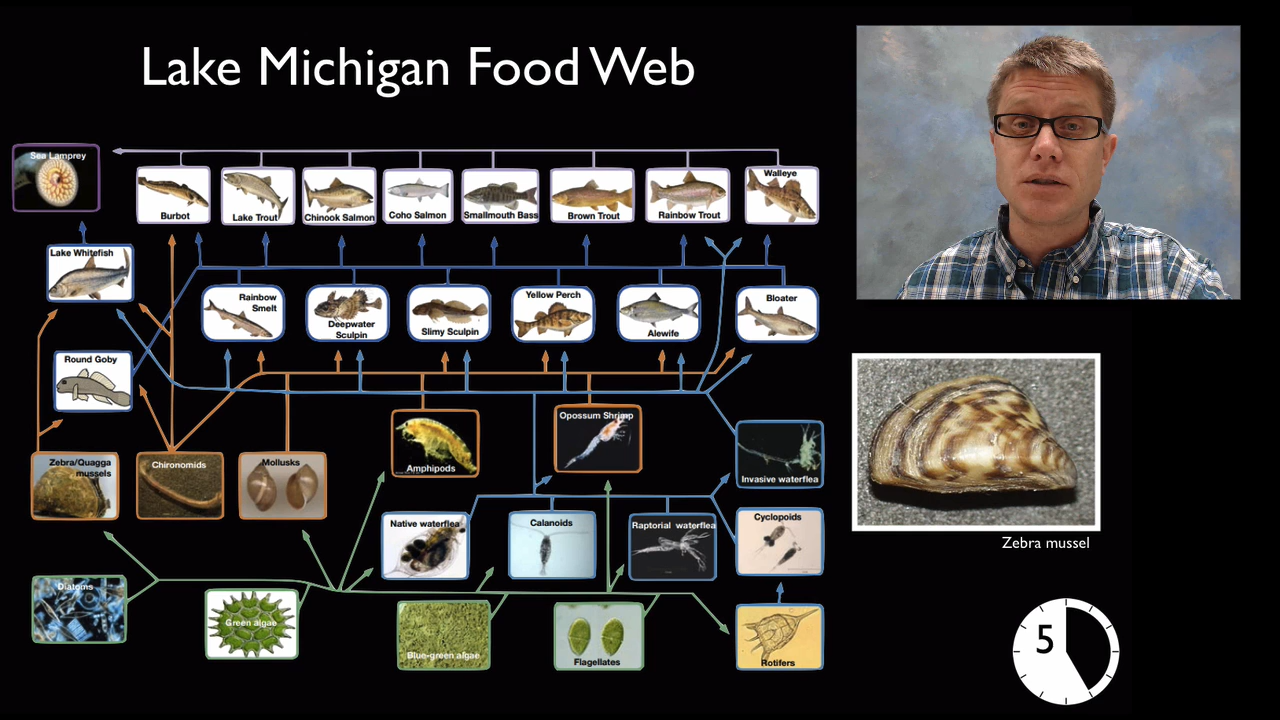 Lake Michigan Food Web
Sea Lamprey
Burbot
Lake Trout
Chinook Salmon
Coho Salmon
Smallmouth Bass
Brown Trout
Rainbow Trout
Walleye
Lake Whitefish
Rainbow
Smelt
Deepwater
Sculpin
Slimy Sculpin
Yellow Perch
Alewife
Bloater
Round Goby
Zebra/Quagga
mussels
Chironomids
Mollusks
Amphipods
Opossum Shrimp
Invasive waterflea
Native waterflea
Calanoids
Raptorial waterflea
Cyclopoids
Diatoms
Green algae
Blue-green algae
Flagellates
Rotifers
Zebra mussel
5